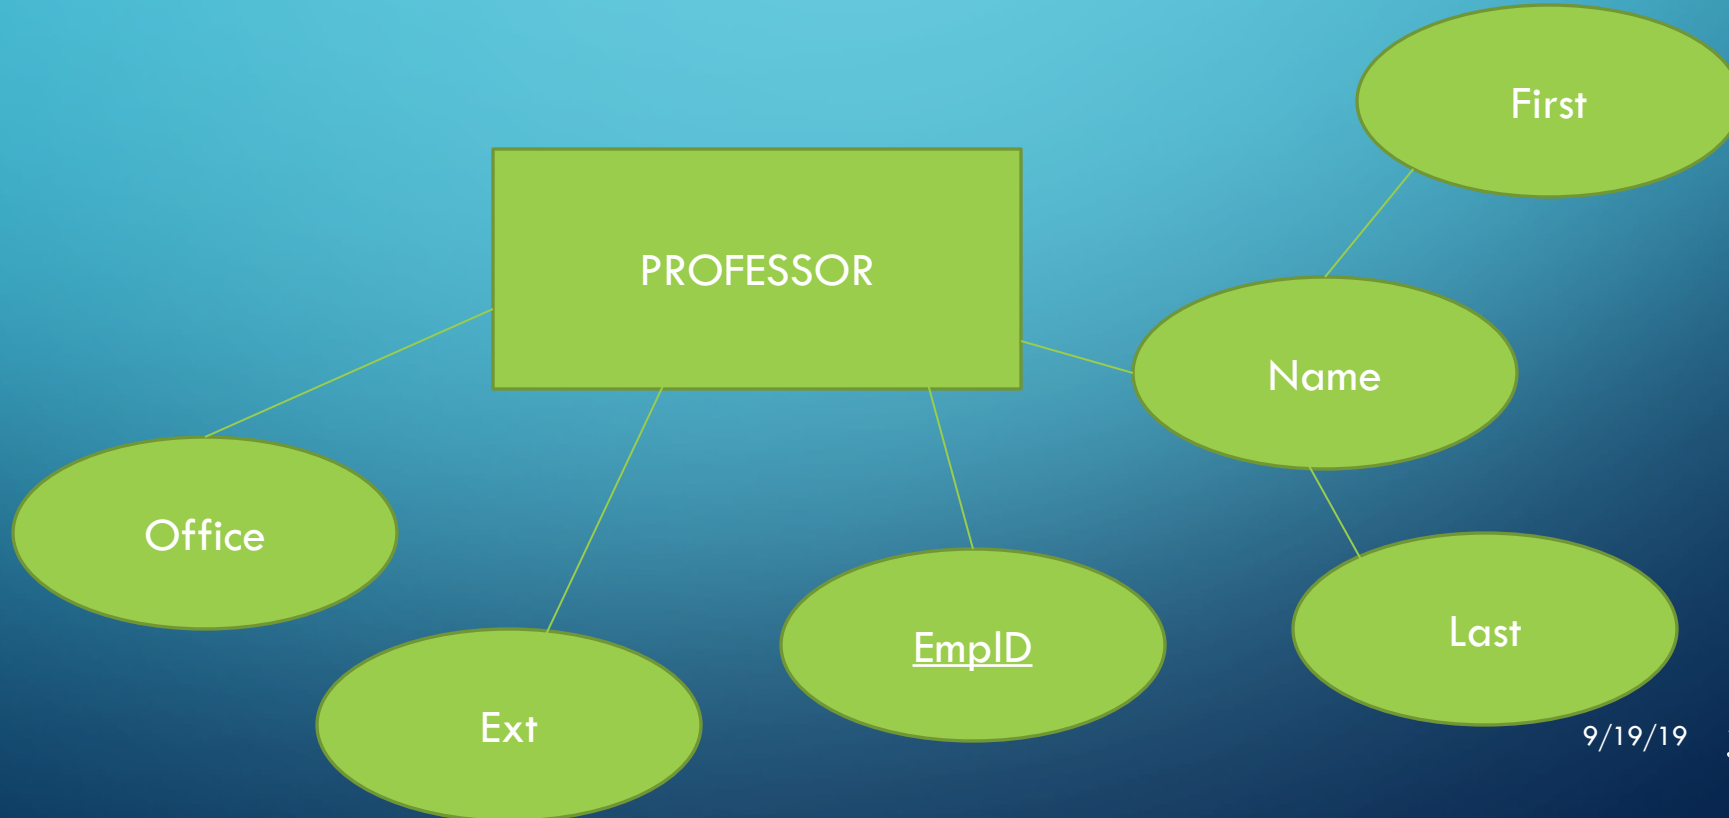 First
PROFESSOR
Name
Office
EmpID
Last
Ext
9/19/19